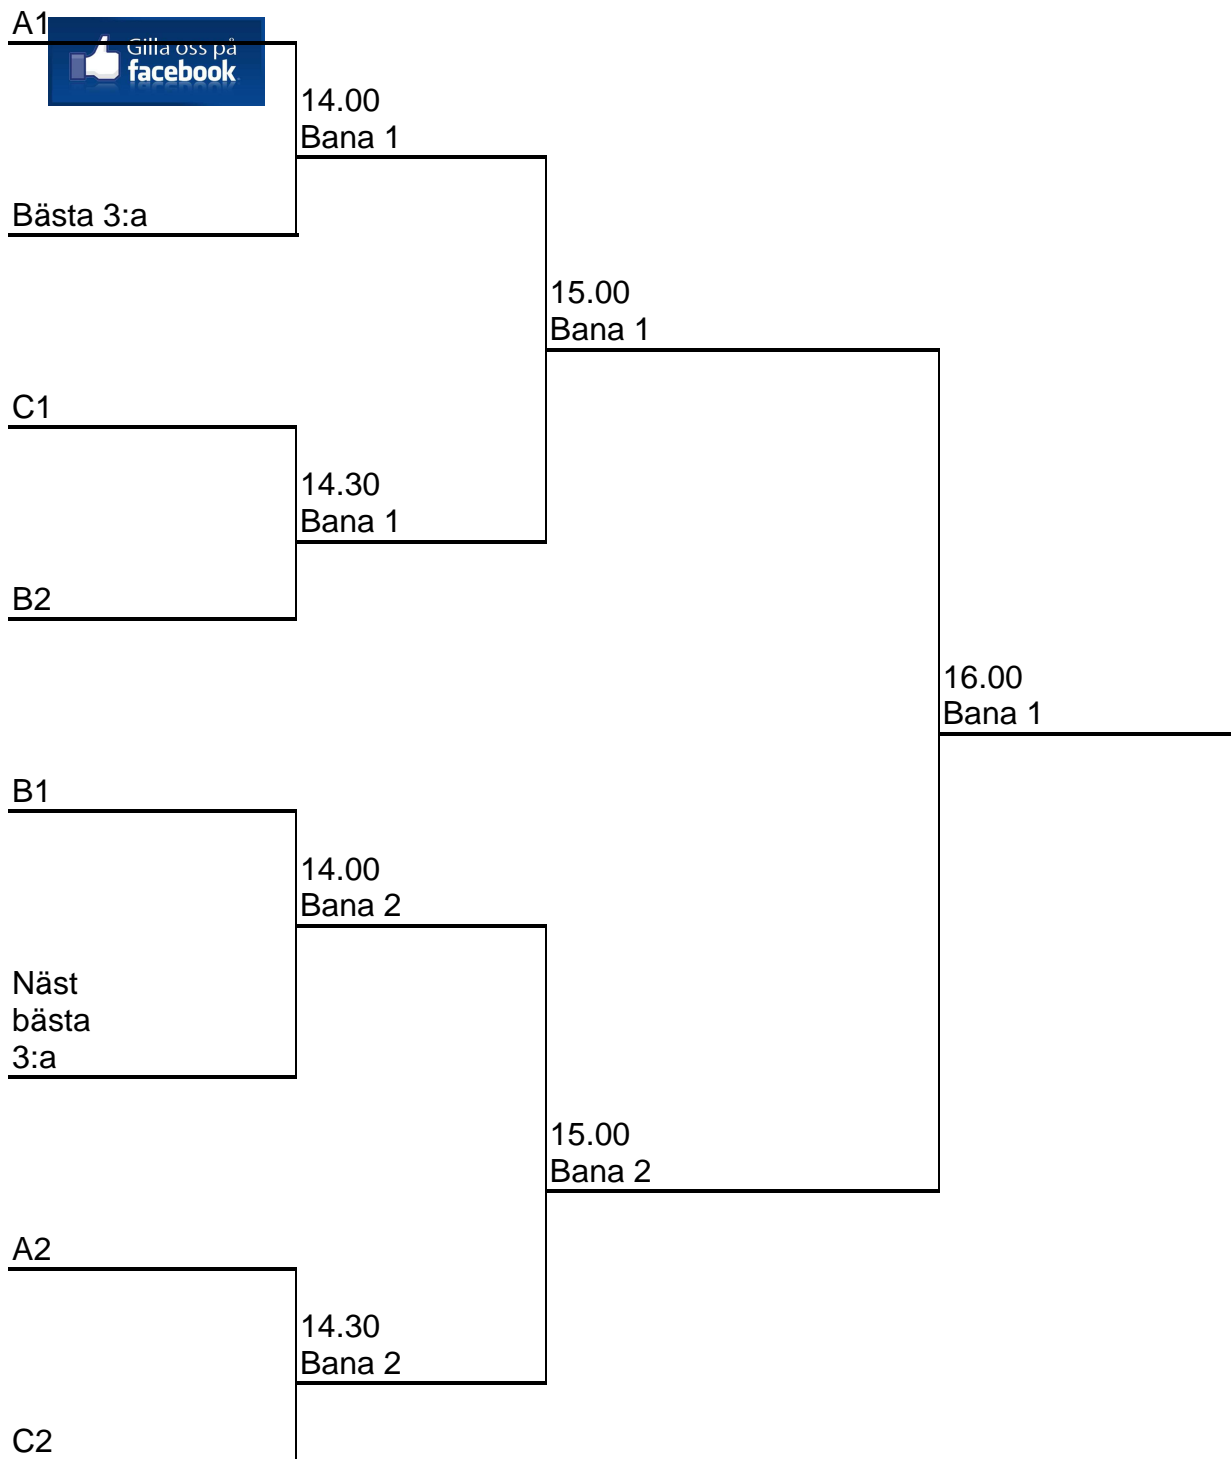 A1
Gilla oss på
facebook
14.00
Bana 1
Bästa 3:a
15.00
Bana 1
C1
14.30
Bana 1
B2
16.00
Bana 1
B1
14.00
Bana 2
Näst
bästa
3:a
15.00
Bana 2
A2
14.30
Bana 2
C2